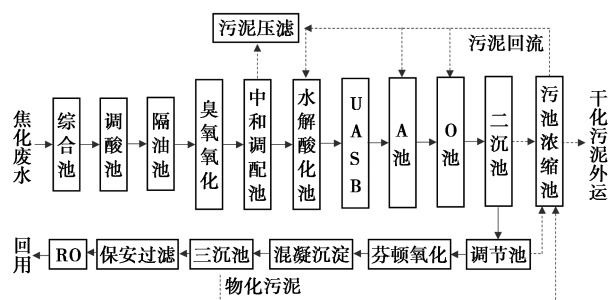 污泥压滤
污泥回流
焦化废水
综合池
调酸池
隔油池
臭氧氧化
中和调配池
水解酸化池
UASB
A池
O池
二沉池
污池浓缩池
干化污泥外运
回用
RO
保安过滤
三沉池
混凝沉淀
芬顿氧化
调节池
物化污泥